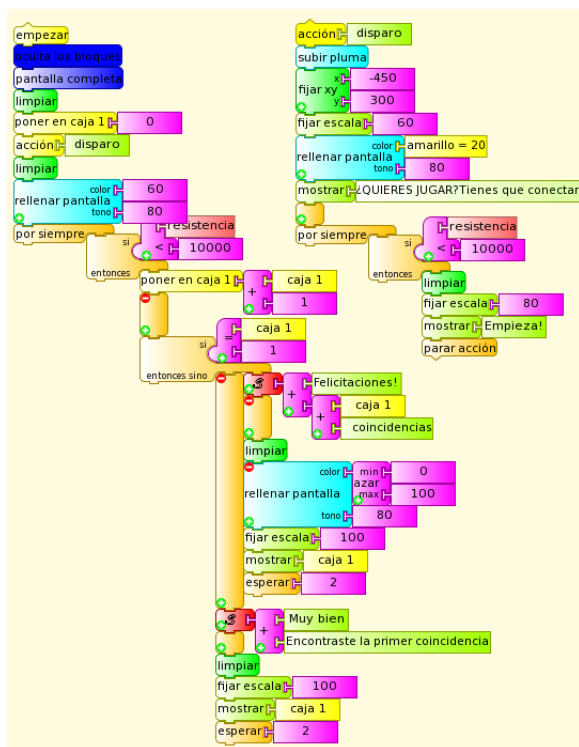 empezar
oculta los bloques
pantalla completa
limpiar
poner en caja 1 0
acción disparo
limpiar
rellenar pantalla color 60
tono 80
por siempre
si resistencia
< 10000
entonces
poner en caja 1 + caja 1
1
si = caja 1
1
entonces sino
+ Felicitaciones!
+ caja 1
coincidencias
limpiar
rellenar pantalla color azar min 0
max 100
tono 80
fijar escala 100
mostrar caja 1
esperar 2
+ Muy bien
Encontraste la primer coincidencia
limpiar
fijar escala 100
mostrar caja 1
esperar 2
acción disparo
subir pluma
fijar xy x -450
y 300
fijar escala 60
rellenar pantalla color amarillo = 20
tono 80
mostrar ¿QUIERES JUGAR?Tienes que conectar
por siempre
si resistencia
< 10000
entonces
limpiar
fijar escala 80
mostrar Empieza!
parar acción